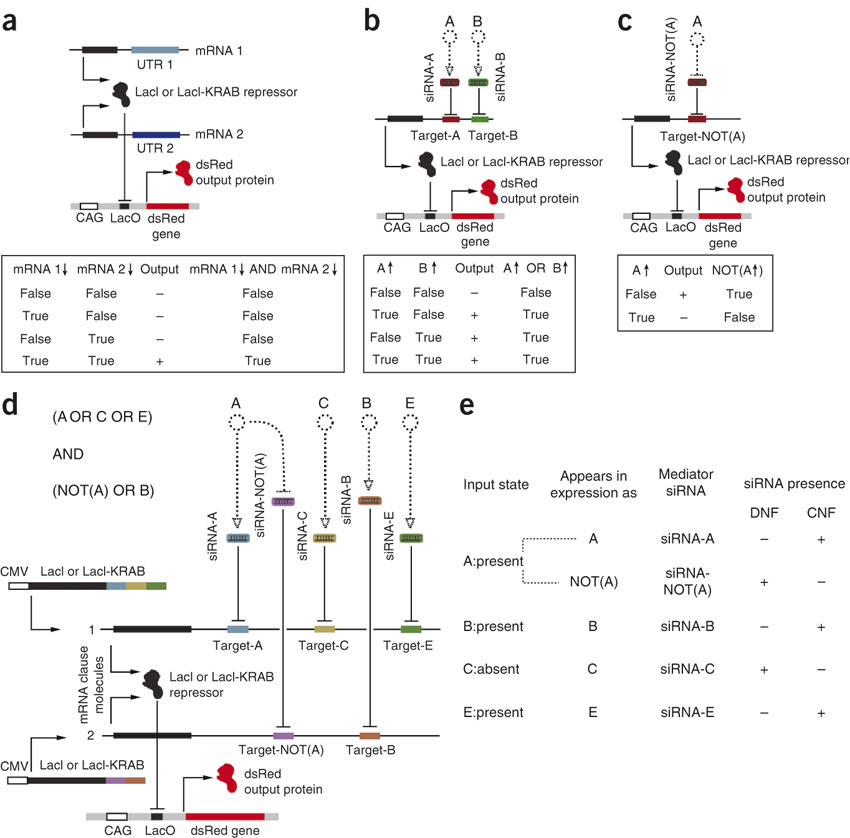 a
mRNA 1
UTR 1
LacI or LacI-KRAB repressor
mRNA 2
UTR 2
dsRed
output protein
CAG
LacO
dsRed
gene
mRNA 1↓ mRNA 2↓ Output mRNA 1↓ AND mRNA 2↓
False False – False
True False – False
False True – False
True True + True
b
A B
siRNA-A
siRNA-B
Target-A Target-B
LacI or LacI-KRAB repressor
dsRed
output protein
CAG
LacO
dsRed
gene
A↑ B↑ Output A↑ OR B↑
False False – False
True False + True
False True + True
True True + True
c
A
siRNA-NOT(A)
Target-NOT(A)
LacI or LacI-KRAB repressor
dsRed
output protein
CAG
LacO
dsRed
gene
A↑ Output NOT(A↑)
False + True
True – False
d
(A OR C OR E)
AND
(NOT(A) OR B)
A C B E
siRNA-A
siRNA-NOT(A)
siRNA-C
siRNA-B
siRNA-E
CMV
LacI or LacI-KRAB
1
Target-A Target-C Target-E
mRNA clause
molecules
LacI or LacI-KRAB
repressor
2
Target-NOT(A) Target-B
CMV
LacI or LacI-KRAB
dsRed
output protein
CAG LacO dsRed gene
e
Input state
Appears in
expression as
Mediator
siRNA
siRNA presence
DNF CNF
A:present
A siRNA-A – +
NOT(A)
siRNA-
NOT(A)
+ –
B:present B siRNA-B – +
C:absent C siRNA-C + –
E:present E siRNA-E – +